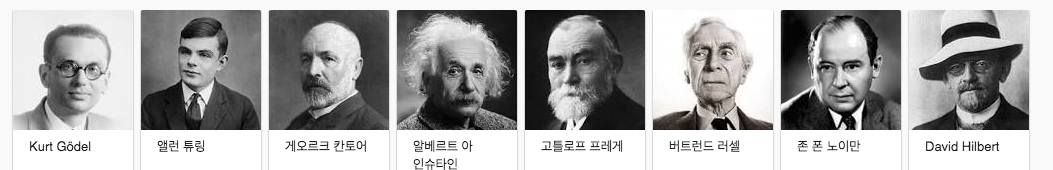 Kurt Gödel
앨런 튜링
게오르크 칸토어
알베르트 아
인슈타인
고틀로프 프레게
버트런드 러셀
존 폰 노이만
David Hilbert